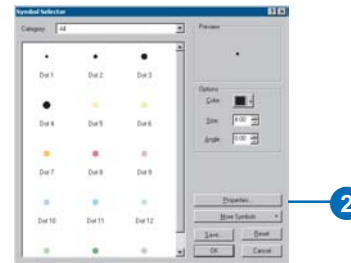 Symbol Selector
Category: All
Preview
Dot 1 Dot 2 Dot 3
Options
Color:
Dot 4 Dot 5 Dot 6
Size: 4.00
Angle: 0.00
Dot 7 Dot 8 Dot 9
Properties...
2
More Symbols
Dot 10 Dot 11 Dot 12
Save... Reset
OK Cancel